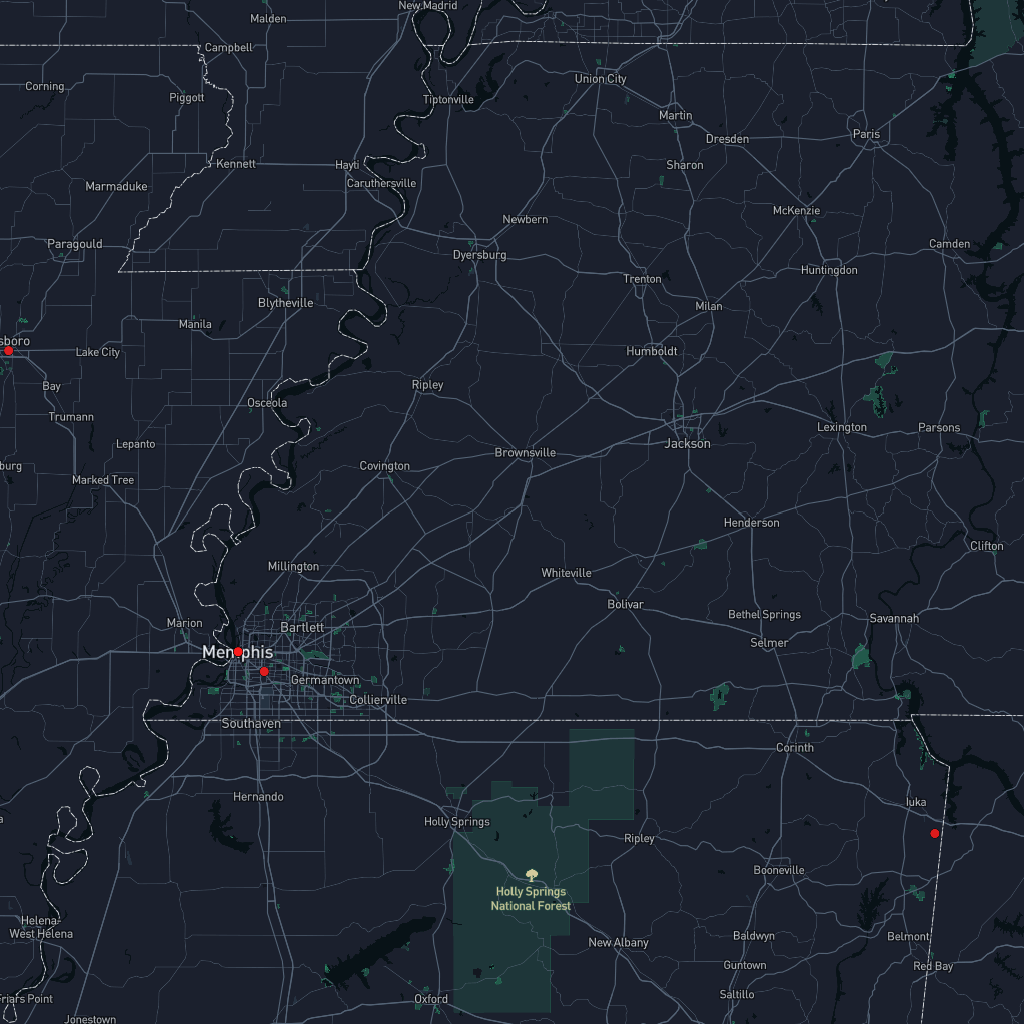 New Madrid
Malden
Campbell
Union City
Corning
Piggott
Tiptonville
Martin
Dresden
Paris
Kennett
Hayti
Sharon
Caruthersville
Marmaduke
McKenzie
Newbern
Paragould
Camden
Dyersburg
Huntingdon
Trenton
Blytheville
Milan
Manila
sboro
Lake City
Humboldt
Bay
Ripley
Osceola
Trumann
Lexington
Parsons
Lepanto
Jackson
Brownsville
burg
Covington
Marked Tree
Henderson
Clifton
Millington
Whiteville
Bolivar
Bethel Springs
Savannah
Marion
Bartlett
Selmer
Memphis
Germantown
Collierville
Southaven
Corinth
Hernando
Iuka
a
Holly Springs
Ripley
Booneville
Holly Springs
National Forest
Helena-
West Helena
New Albany
Baldwyn
Belmont
Guntown
Red Bay
Saltillo
Friars Point
Oxford
Jonestown